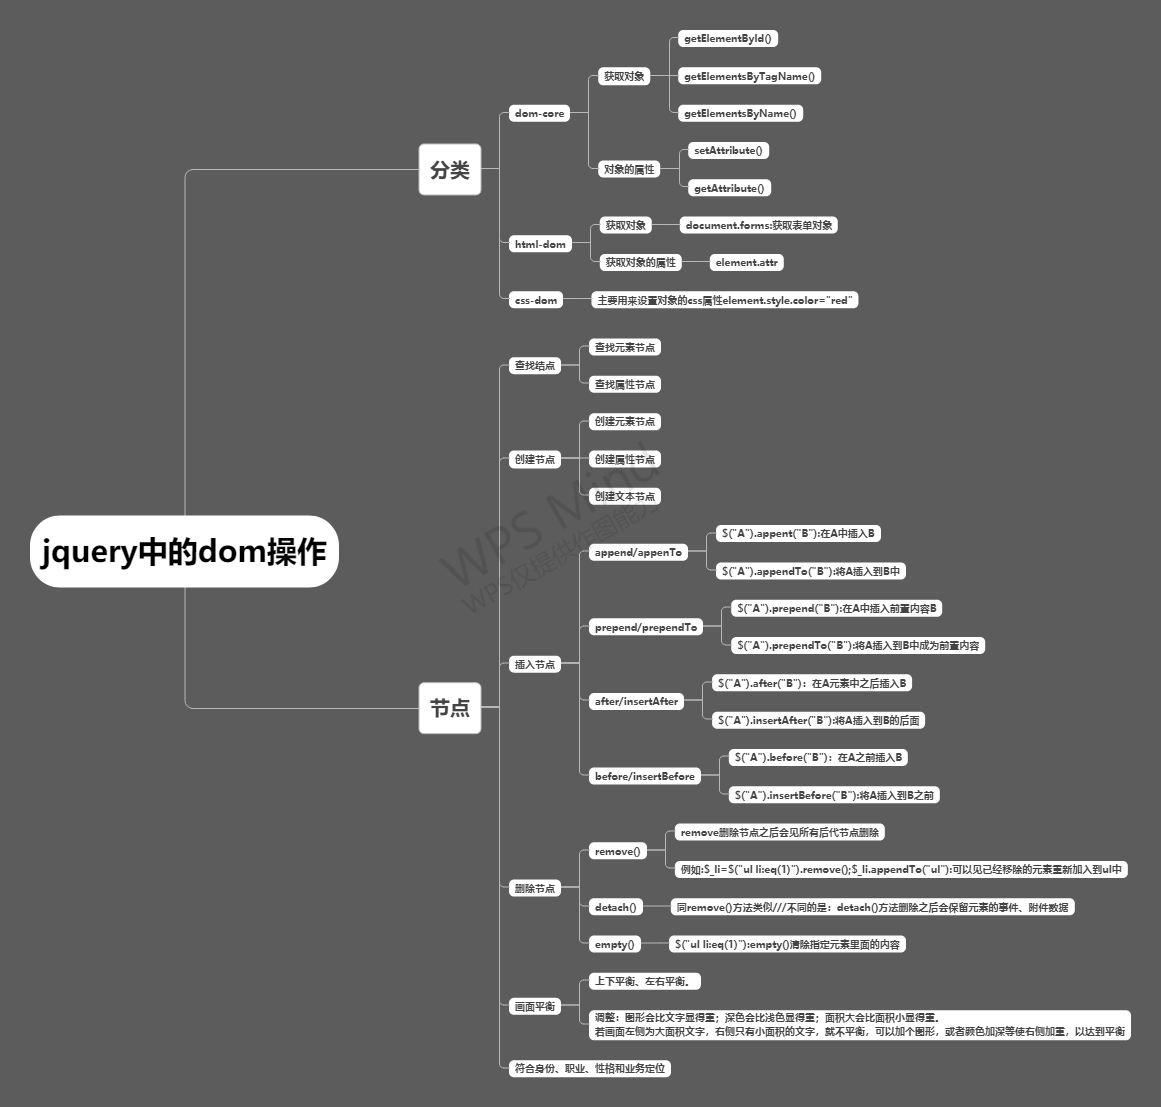 jquery中的dom操作
分类
dom-core
获取对象
getElementById()
getElementsByTagName()
getElementsByName()
对象的属性
setAttribute()
getAttribute()
html-dom
获取对象
document.forms:获取表单对象
获取对象的属性
element.attr
css-dom
主要用来设置对象的css属性element.style.color="red"
节点
查找结点
查找元素节点
查找属性节点
创建节点
创建元素节点
创建属性节点
创建文本节点
插入节点
append/appenTo
$("A").appent("B"):在A中插入B
$("A").appendTo("B"):将A插入到B中
prepend/prependTo
$("A").prepend("B"):在A中插入前置内容B
$("A").prependTo("B"):将A插入到B中成为前置内容
after/insertAfter
$("A").after("B")：在A元素中之后插入B
$("A").insertAfter("B"):将A插入到B的后面
before/insertBefore
$("A").before("B")：在A之前插入B
$("A").insertBefore("B"):将A插入到B之前
删除节点
remove()
remove删除节点之后会见所有后代节点删除
例如:$_li=$("ul li:eq(1)").remove();$_li.appendTo("ul"):可以见已经移除的元素重新加入到ul中
detach()
同remove()方法类似///不同的是：detach()方法删除之后会保留元素的事件、附件数据
empty()
$("ul li:eq(1)"):empty()清除指定元素里面的内容
画面平衡
上下平衡、左右平衡。
调整：图形会比文字显得重；深色会比浅色显得重；面积大会比面积小显得重。
若画面左侧为大面积文字，右侧只有小面积的文字，就不平衡，可以加个图形，或者颜色加深等使右侧加重，以达到平衡
符合身份、职业、性格和业务定位
WPS Mind
WPS仅提供作图能力